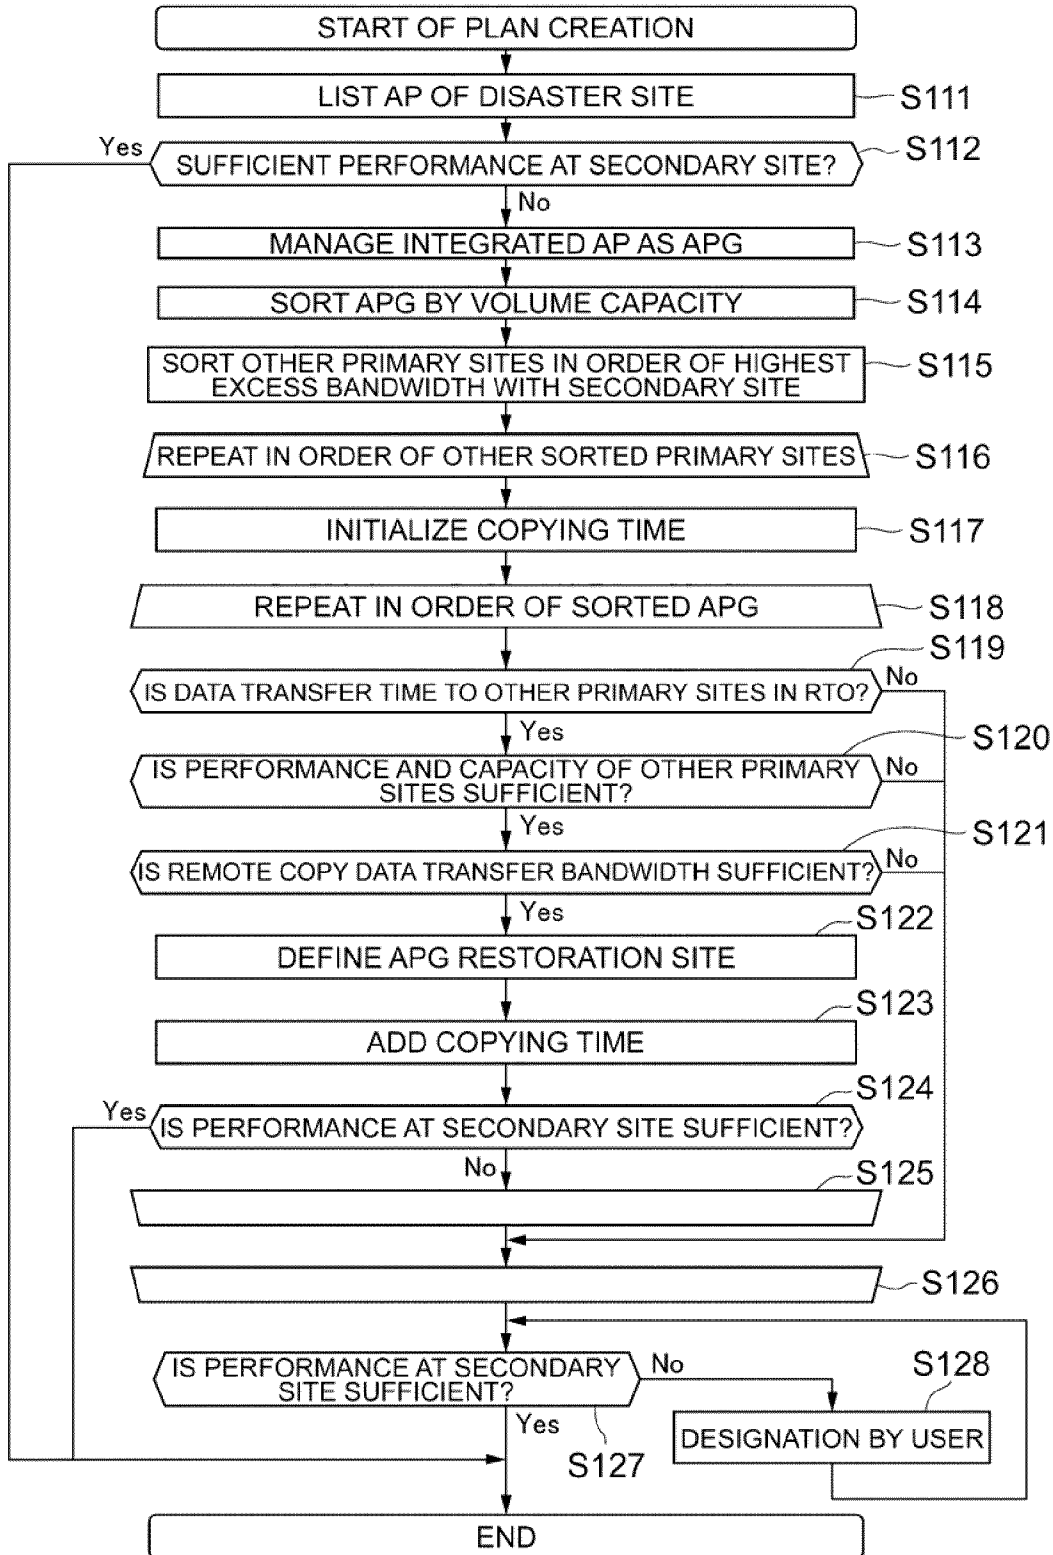 START OF PLAN CREATION
LIST AP OF DISASTER SITE
S111
Yes
SUFFICIENT PERFORMANCE AT SECONDARY SITE?
S112
No
MANAGE INTEGRATED AP AS APG
S113
SORT APG BY VOLUME CAPACITY
S114
SORT OTHER PRIMARY SITES IN ORDER OF HIGHEST
EXCESS BANDWIDTH WITH SECONDARY SITE
S115
REPEAT IN ORDER OF OTHER SORTED PRIMARY SITES
S116
INITIALIZE COPYING TIME
S117
REPEAT IN ORDER OF SORTED APG
S118
S119
IS DATA TRANSFER TIME TO OTHER PRIMARY SITES IN RTO?
No
Yes
S120
IS PERFORMANCE AND CAPACITY OF OTHER PRIMARY
SITES SUFFICIENT?
No
Yes
S121
IS REMOTE COPY DATA TRANSFER BANDWIDTH SUFFICIENT?
No
Yes
S122
DEFINE APG RESTORATION SITE
S123
ADD COPYING TIME
S124
Yes
IS PERFORMANCE AT SECONDARY SITE SUFFICIENT?
No
S125
S126
IS PERFORMANCE AT SECONDARY
SITE SUFFICIENT?
No
S128
Yes
S127
DESIGNATION BY USER
END